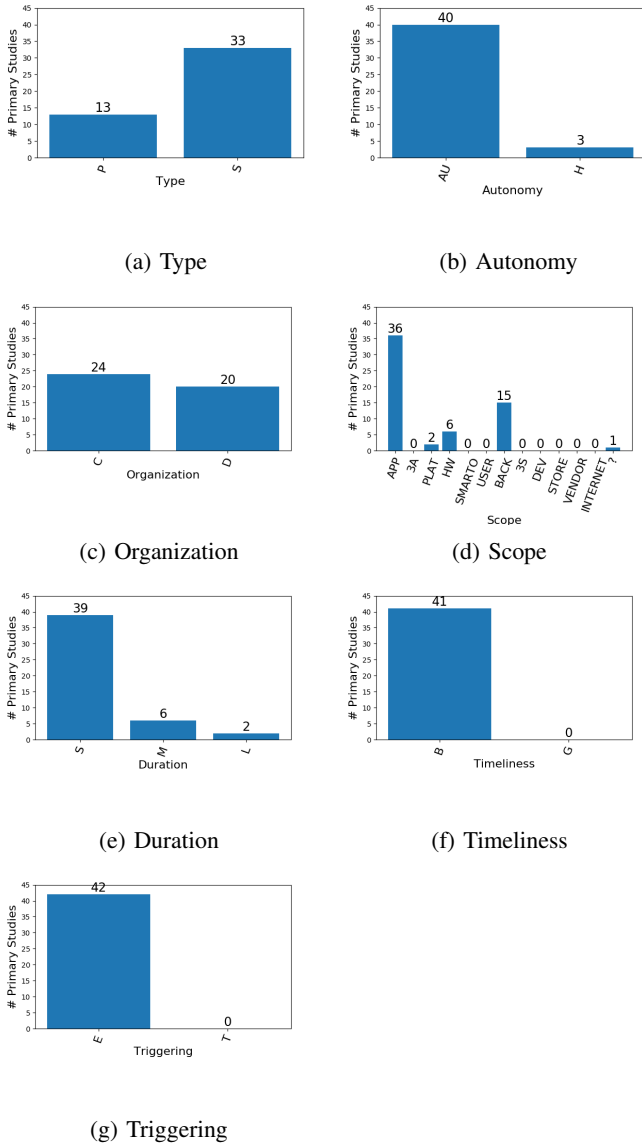 45
40
35
30
25
20
15
10
5
0
# Primary Studies
13
33
P
S
Type
(a) Type
45
40
35
30
25
20
15
10
5
0
# Primary Studies
40
3
AU
H
Autonomy
(b) Autonomy
45
40
35
30
25
20
15
10
5
0
# Primary Studies
24
20
C
D
Organization
(c) Organization
45
40
35
30
25
20
15
10
5
0
# Primary Studies
36
0
2
6
0
0
15
0
0
0
0
0
1
APP
3A
PLAT
HW
SMARTO
USER
BACK
3S
DEV
STORE
VENDOR
INTERNET
?
Scope
(d) Scope
45
40
35
30
25
20
15
10
5
0
# Primary Studies
39
6
2
S
M
L
Duration
(e) Duration
45
40
35
30
25
20
15
10
5
0
# Primary Studies
41
0
B
G
Timeliness
(f) Timeliness
45
40
35
30
25
20
15
10
5
0
# Primary Studies
42
0
E
T
Triggering
(g) Triggering